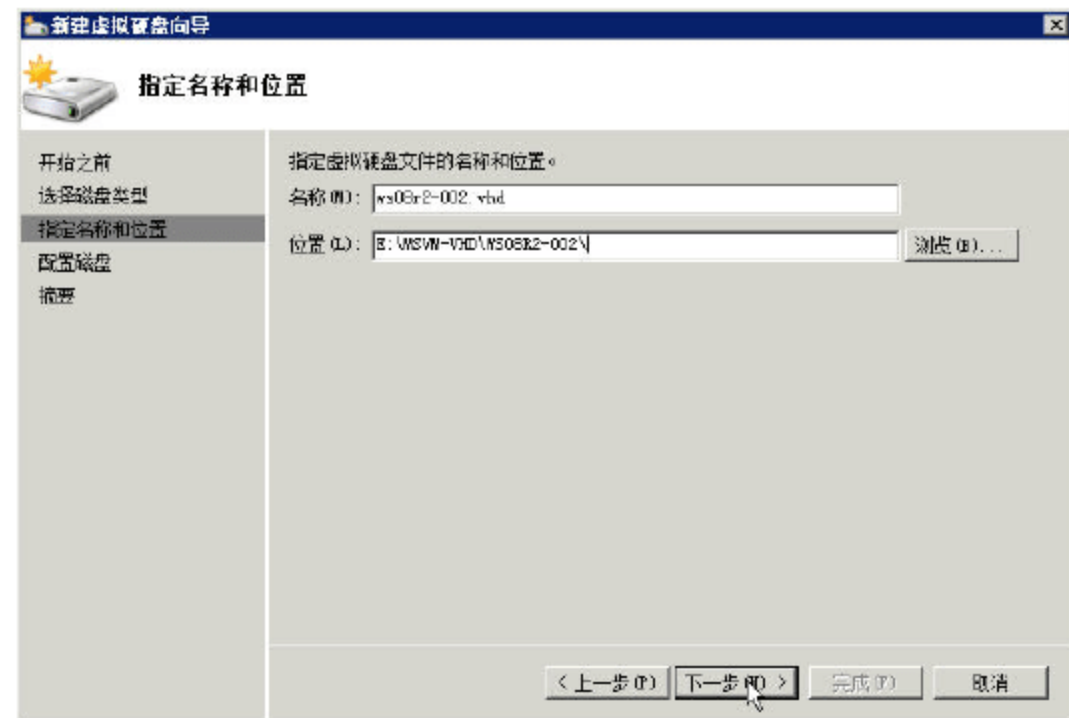 新建虚拟硬盘向导
指定名称和位置
开始之前
选择磁盘类型
指定名称和位置
配置磁盘
摘要
指定虚拟硬盘文件的名称和位置。
名称(M): ws08r2-002.vhd
位置(L): E:\WSVM-VHD\WS08R2-002\
浏览(B)...
< 上一步(P)
下一步(N) >
完成(F)
取消